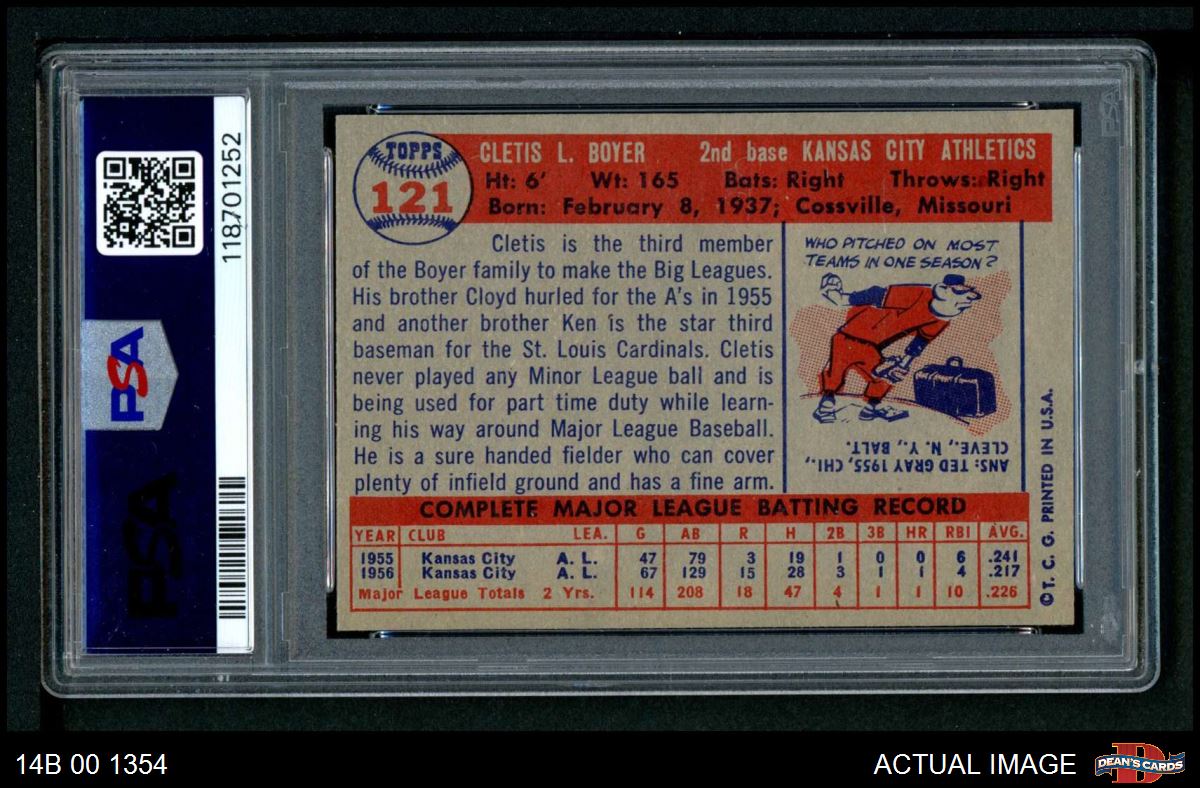 118701252
PSA
PSA
TOPPS
121
CLETIS L. BOYER 2nd base KANSAS CITY ATHLETICS
Ht: 6' Wt: 165 Bats: Right Throws: Right
Born: February 8, 1937; Cossville, Missouri
Cletis is the third member
of the Boyer family to make the Big Leagues.
His brother Cloyd hurled for the A's in 1955
and another brother Ken is the star third
baseman for the St. Louis Cardinals. Cletis
never played any Minor League ball and is
being used for part time duty while learn-
ing his way around Major League Baseball.
He is a sure handed fielder who can cover
plenty of infield ground and has a fine arm.
WHO PITCHED ON MOST
TEAMS IN ONE SEASON?
ANS: TED GRAY 1955, CHI.,
CLEVE., N. Y., BALT.
COMPLETE MAJOR LEAGUE BATTING RECORD
YEAR CLUB LEA. G AB R H 2B 3B HR RBI AVG.
1955 Kansas City A. L. 47 79 3 19 1 0 0 6 .241
1956 Kansas City A. L. 67 129 15 28 3 1 1 4 .217
Major League Totals 2 Yrs. 114 208 18 47 4 1 1 10 .226
© T. C. G. PRINTED IN U.S.A.
14B 00 1354
ACTUAL IMAGE
DEAN'S CARDS